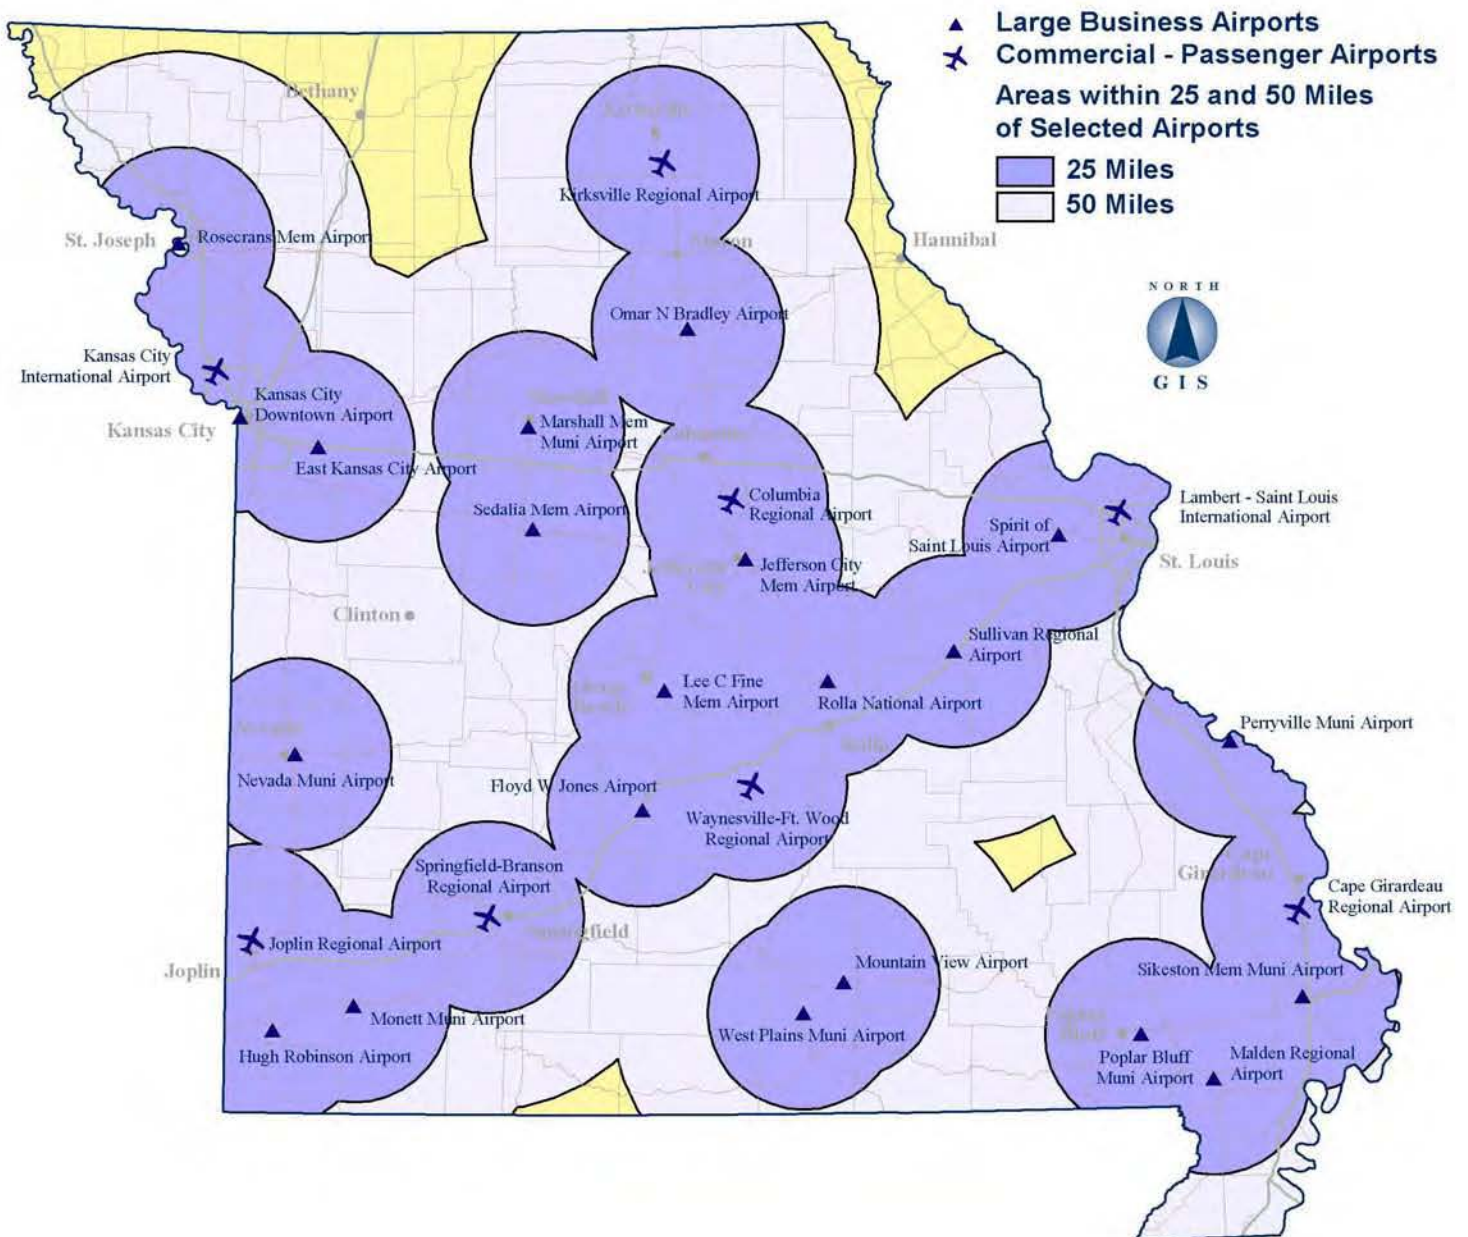 Large Business Airports
Commercial - Passenger Airports
Areas within 25 and 50 Miles
of Selected Airports
25 Miles
50 Miles
Bethany
Kirksville Regional Airport
St. Joseph
Rosecrans Mem Airport
Hannibal
NORTH
GIS
Omar N Bradley Airport
Kansas City
International Airport
Kansas City
Downtown Airport
Kansas City
East Kansas City Airport
Marshall Mem
Muni Airport
Sedalia Mem Airport
Columbia
Regional Airport
Jefferson City
Mem Airport
Lambert - Saint Louis
International Airport
Spirit of
Saint Louis Airport
St. Louis
Clinton
Sullivan Regional
Airport
Lee C Fine
Mem Airport
Rolla National Airport
Perryville Muni Airport
Nevada Muni Airport
Floyd W Jones Airport
Waynesville-Ft. Wood
Regional Airport
Springfield-Branson
Regional Airport
Cape
Girardeau
Cape Girardeau
Regional Airport
Springfield
Joplin Regional Airport
Joplin
Mountain View Airport
Sikeston Mem Muni Airport
Monett Muni Airport
West Plains Muni Airport
Hugh Robinson Airport
Poplar Bluff
Muni Airport
Malden Regional
Airport